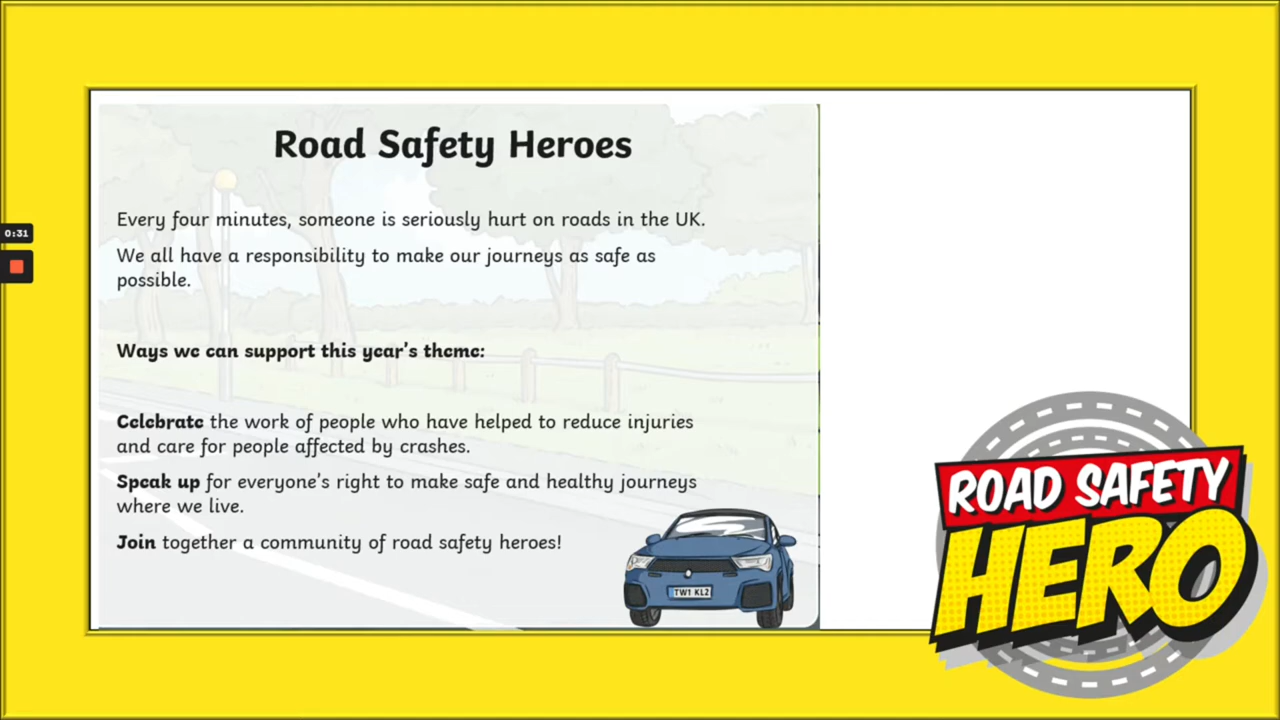 Road Safety Heroes
Every four minutes, someone is seriously hurt on roads in the UK.
We all have a responsibility to make our journeys as safe as
possible.
Ways we can support this year's theme:
Celebrate the work of people who have helped to reduce injuries
and care for people affected by crashes.
Speak up for everyone's right to make safe and healthy journeys
where we live.
Join together a community of road safety heroes!
TW1 KLZ
0:31
ROAD SAFETY
HERO